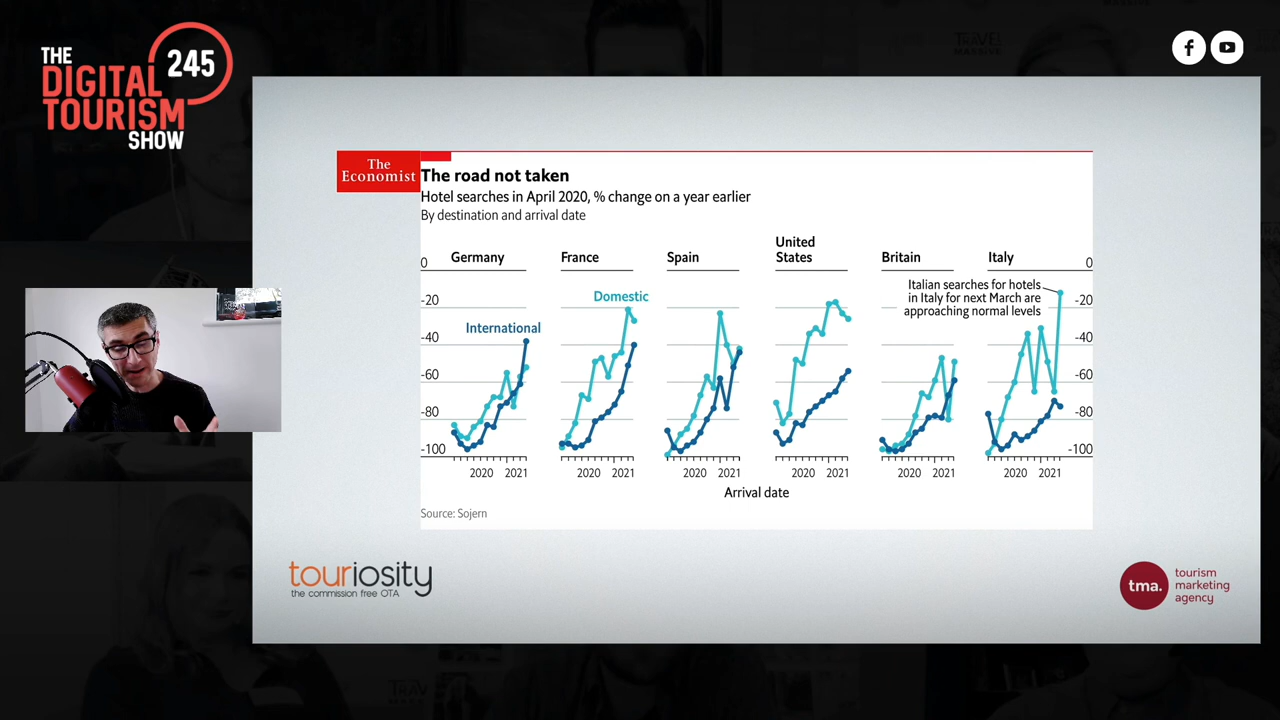 THE
DIGITAL
TOURISM
SHOW
245
The
Economist
The road not taken
Hotel searches in April 2020, % change on a year earlier
By destination and arrival date
Germany
France
Spain
United
States
Britain
Italy
0
-20
-40
-60
-80
-100
International
Domestic
Italian searches for hotels
in Italy for next March are
approaching normal levels
0
-20
-40
-60
-80
-100
2020 2021
2020 2021
2020 2021
2020 2021
2020 2021
2020 2021
Arrival date
Source: Sojern
touriosity
the commission free OTA
tma.
tourism
marketing
agency